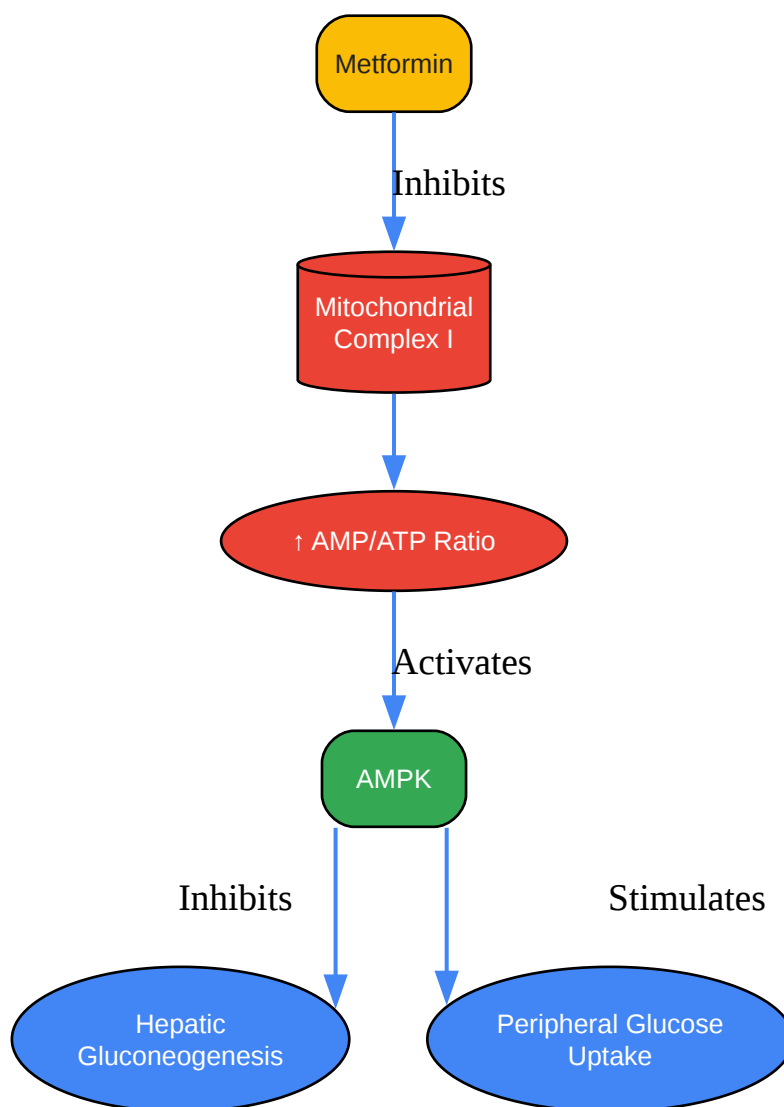 Metformin
Inhibits
Mitochondrial
Complex I
↑ AMP/ATP Ratio
Activates
AMPK
Inhibits
Stimulates
Hepatic
Gluconeogenesis
Peripheral Glucose
Uptake